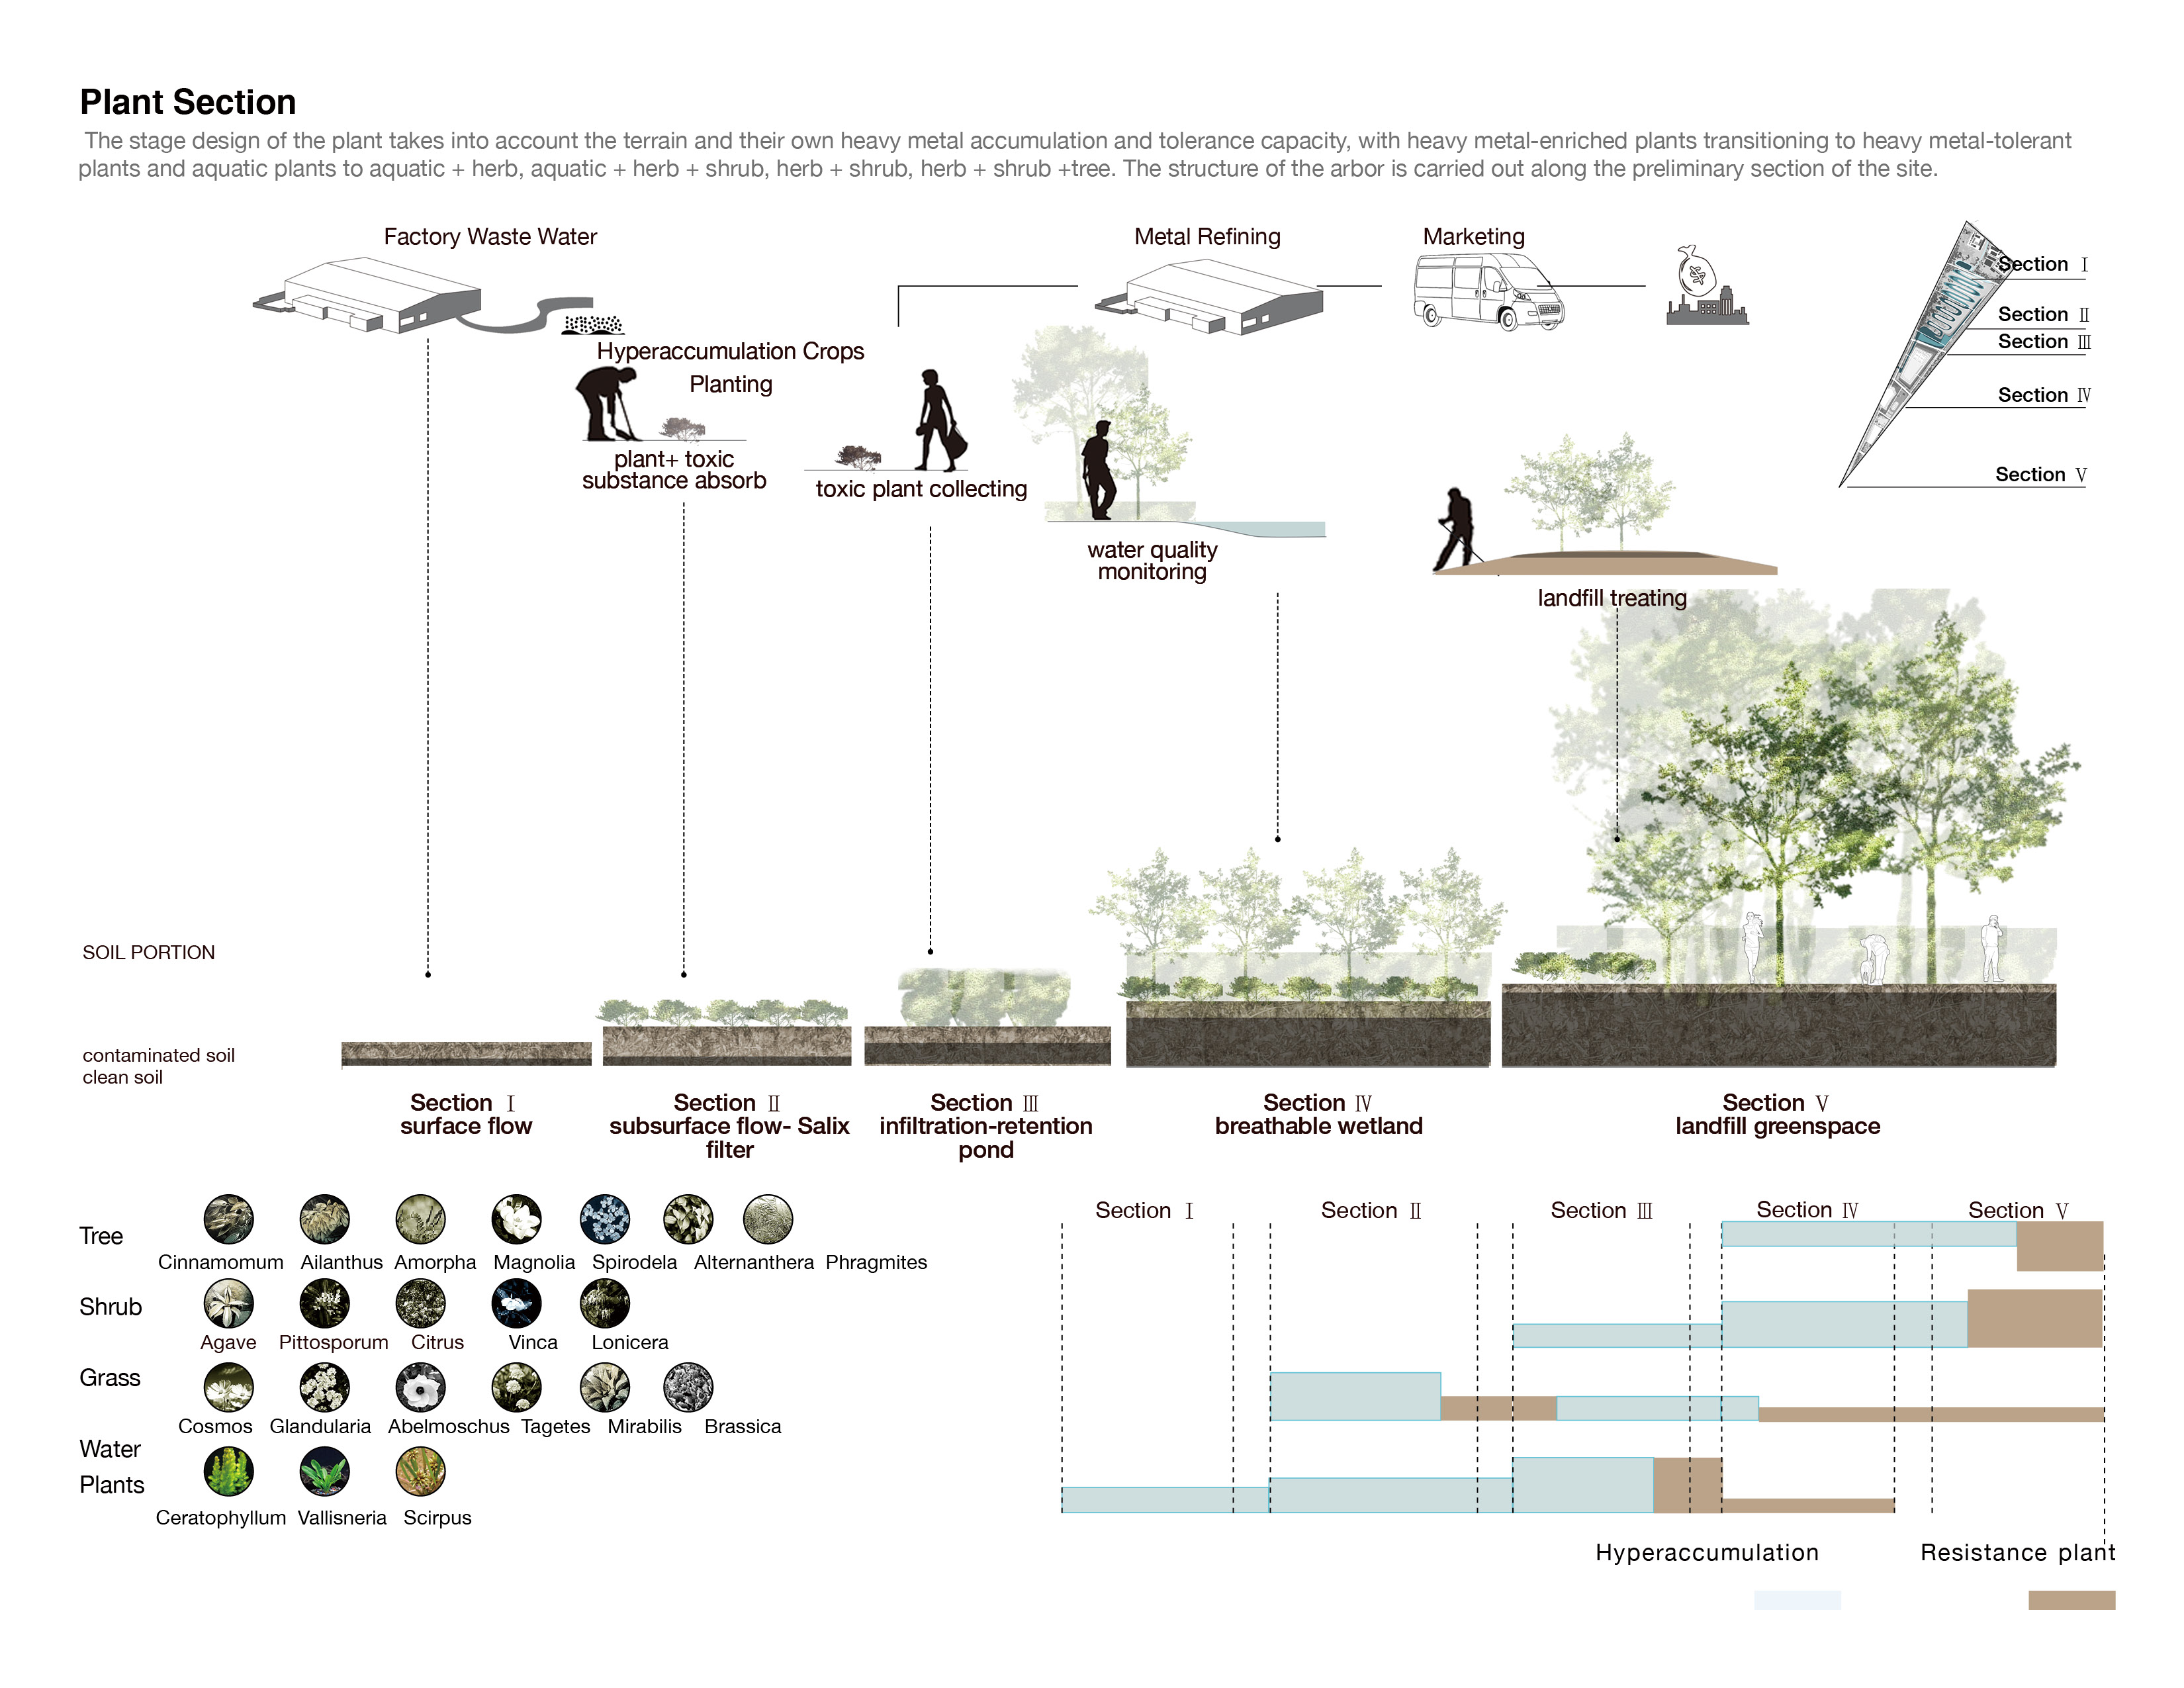 Plant Section
The stage design of the plant takes into account the terrain and their own heavy metal accumulation and tolerance capacity, with heavy metal-enriched plants transitioning to heavy metal-tolerant
plants and aquatic plants to aquatic + herb, aquatic + herb + shrub, herb + shrub, herb + shrub +tree. The structure of the arbor is carried out along the preliminary section of the site.
Factory Waste Water
Metal Refining
Marketing
$
Section Ⅰ
Section Ⅱ
Section Ⅲ
Section Ⅳ
Section Ⅴ
Hyperaccumulation Crops
Planting
plant+ toxic
substance absorb
toxic plant collecting
water quality
monitoring
landfill treating
SOIL PORTION
contaminated soil
clean soil
Section Ⅰ
surface flow
Section Ⅱ
subsurface flow- Salix
filter
Section Ⅲ
infiltration-retention
pond
Section Ⅳ
breathable wetland
Section Ⅴ
landfill greenspace
Tree
Cinnamomum Ailanthus Amorpha Magnolia Spirodela Alternanthera Phragmites
Shrub
Agave Pittosporum Citrus Vinca Lonicera
Grass
Cosmos Glandularia Abelmoschus Tagetes Mirabilis Brassica
Water
Plants
Ceratophyllum Vallisneria Scirpus
Section Ⅰ Section Ⅱ Section Ⅲ Section Ⅳ Section Ⅴ
Hyperaccumulation Resistance plant